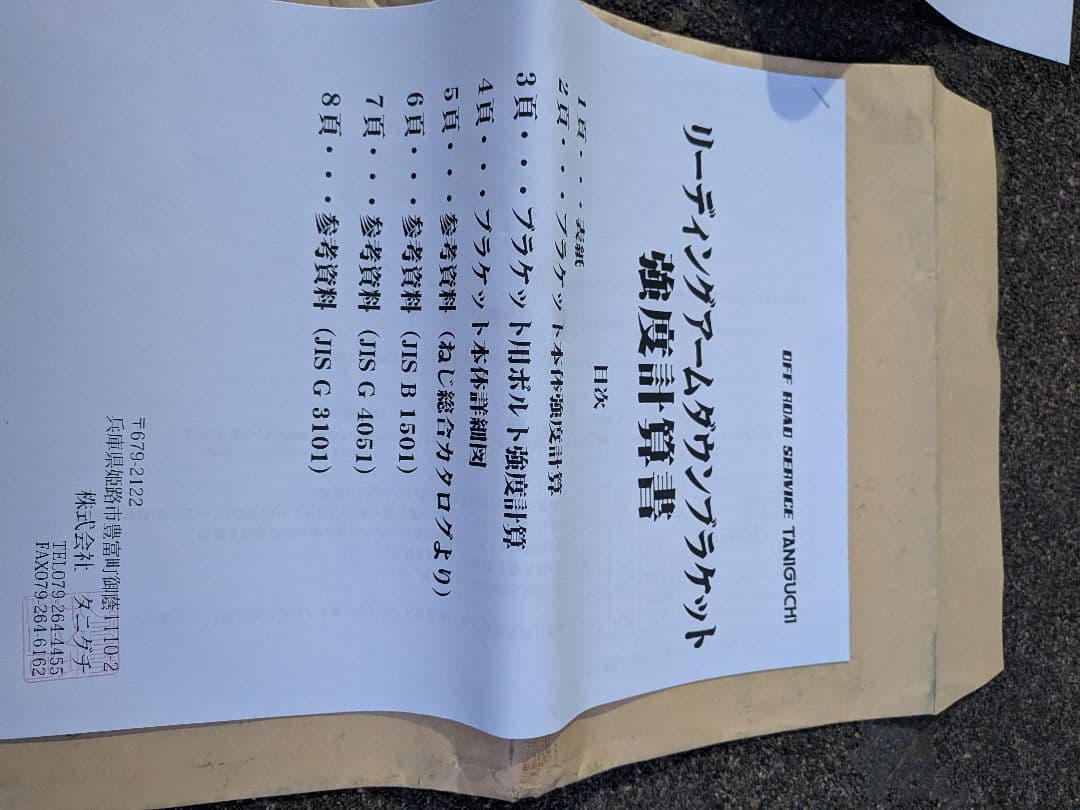 OFF ROAD SERVICE TANIGUCHI
リーディングアームダウンブラケット
強度計算書
目次
1頁・・・表紙
2頁・・・ブラケット本体強度計算
3頁・・・ブラケット用ボルト強度計算
4頁・・・ブラケット本体詳細図
5頁・・・参考資料（ねじ総合カタログより）
6頁・・・参考資料（JIS B 1501）
7頁・・・参考資料（JIS G 4051）
8頁・・・参考資料（JIS G 3101）
〒679-2122
兵庫県姫路市豊富町御蔭1110-2
株式会社 タニグチ
TEL079-264-4455
FAX079-264-6162